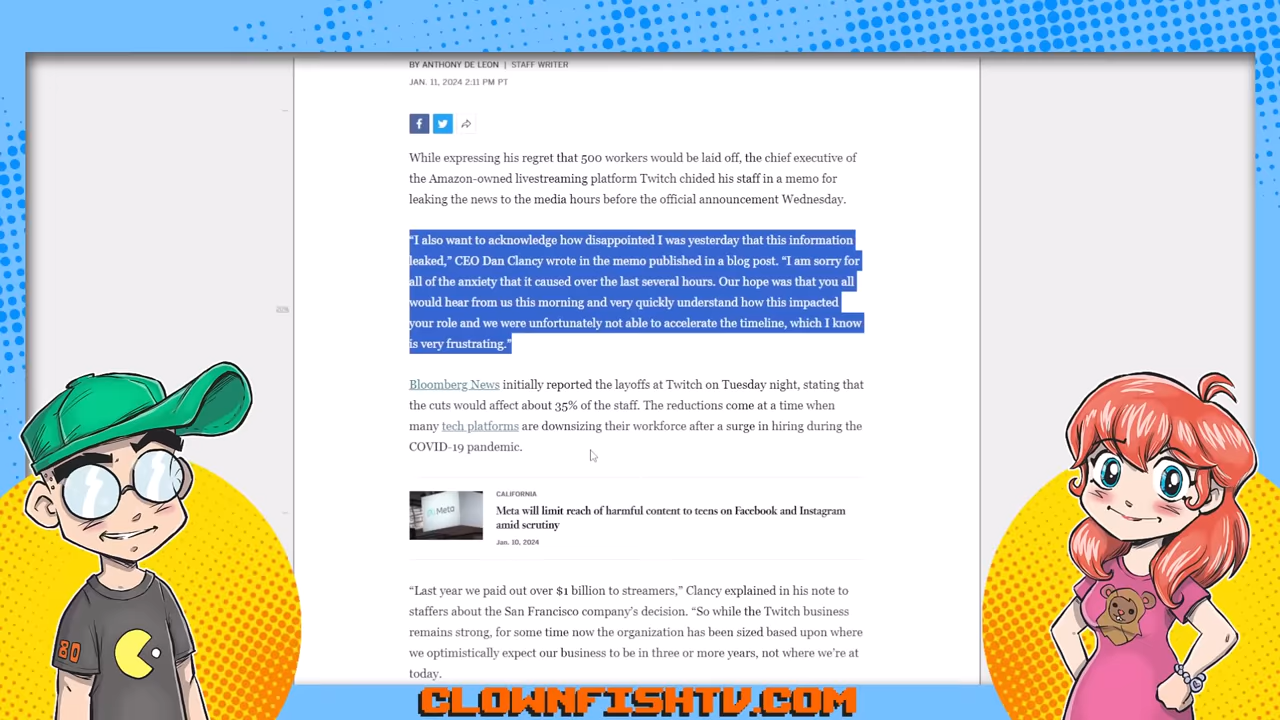 BY ANTHONY DE LEON | STAFF WRITER
JAN. 11, 2024 2:11 PM PT
While expressing his regret that 500 workers would be laid off, the chief executive of
the Amazon-owned livestreaming platform Twitch chided his staff in a memo for
leaking the news to the media hours before the official announcement Wednesday.
“I also want to acknowledge how disappointed I was yesterday that this information
leaked,” CEO Dan Clancy wrote in the memo published in a blog post. “I am sorry for
all of the anxiety that it caused over the last several hours. Our hope was that you all
would hear from us this morning and very quickly understand how this impacted
your role and we were unfortunately not able to accelerate the timeline, which I know
is very frustrating.”
Bloomberg News initially reported the layoffs at Twitch on Tuesday night, stating that
the cuts would affect about 35% of the staff. The reductions come at a time when
many tech platforms are downsizing their workforce after a surge in hiring during the
COVID-19 pandemic.
CALIFORNIA
Meta
Meta will limit reach of harmful content to teens on Facebook and Instagram
amid scrutiny
Jan. 10, 2024
“Last year we paid out over $1 billion to streamers,” Clancy explained in his note to
staffers about the San Francisco company’s decision. “So while the Twitch business
remains strong, for some time now the organization has been sized based upon where
we optimistically expect our business to be in three or more years, not where we’re at
today.
80
CLOWNFISHTV.COM